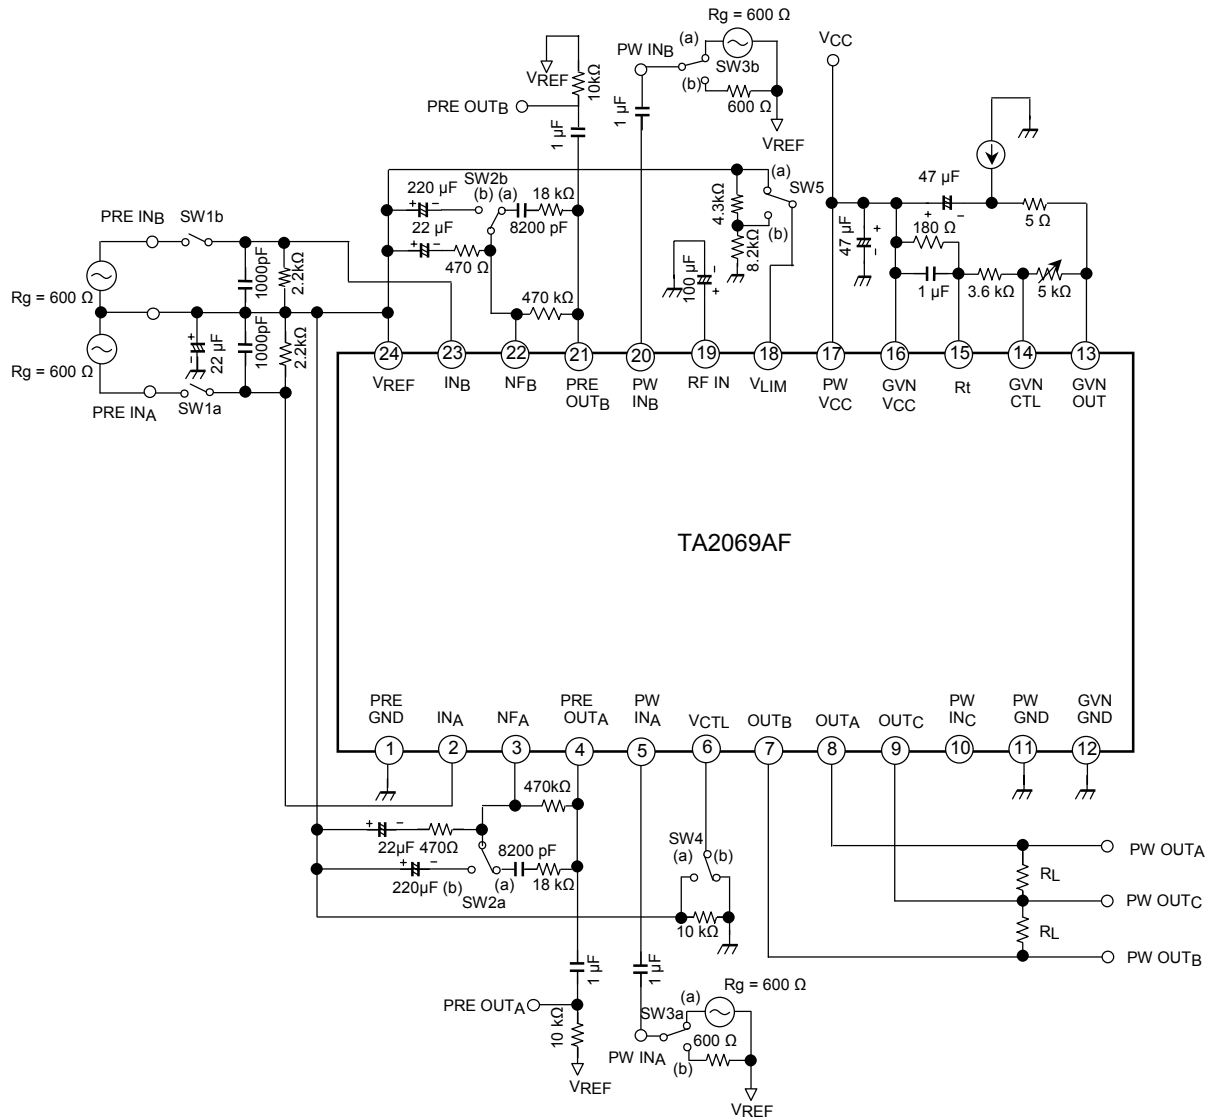 Rg = 600 Ω
PW INB
(a)
SW3b
(b)
600 Ω
VREF
VCC
VREF
10kΩ
PRE OUTB
1 µF
1 µF
SW2b
220 µF
(b)
(a)
18 kΩ
8200 pF
22 µF
470 Ω
470 kΩ
(a)
SW5
(b)
4.3kΩ
8.2kΩ
100 µF
47 µF
47 µF
180 Ω
5 Ω
1 µF
3.6 kΩ
5 kΩ
PRE INB
SW1b
Rg = 600 Ω
1000pF
2.2kΩ
22 µF
1000pF
2.2kΩ
Rg = 600 Ω
PRE INA
SW1a
24
23
22
21
20
19
18
17
16
15
14
13
VREF
INB
NFB
PRE OUTB
PW INB
RF IN
VLIM
PW VCC
GVN VCC
Rt
GVN CTL
GVN OUT
TA2069AF
PRE GND
INA
NFA
PRE OUTA
PW INA
VCTL
OUTB
OUTA
OUTC
PW INC
PW GND
GVN GND
1
2
3
4
5
6
7
8
9
10
11
12
470kΩ
22µF
470Ω
8200 pF
220µF
(b)
(a)
SW2a
18 kΩ
SW4
(a)
(b)
10 kΩ
RL
RL
PW OUTA
PW OUTC
PW OUTB
1 µF
1 µF
PRE OUTA
10 kΩ
VREF
Rg = 600 Ω
(a)
SW3a
600 Ω
PW INA
(b)
VREF
+
−
+
−
+
−
+
−
+
−
+
−
+
−
+
−